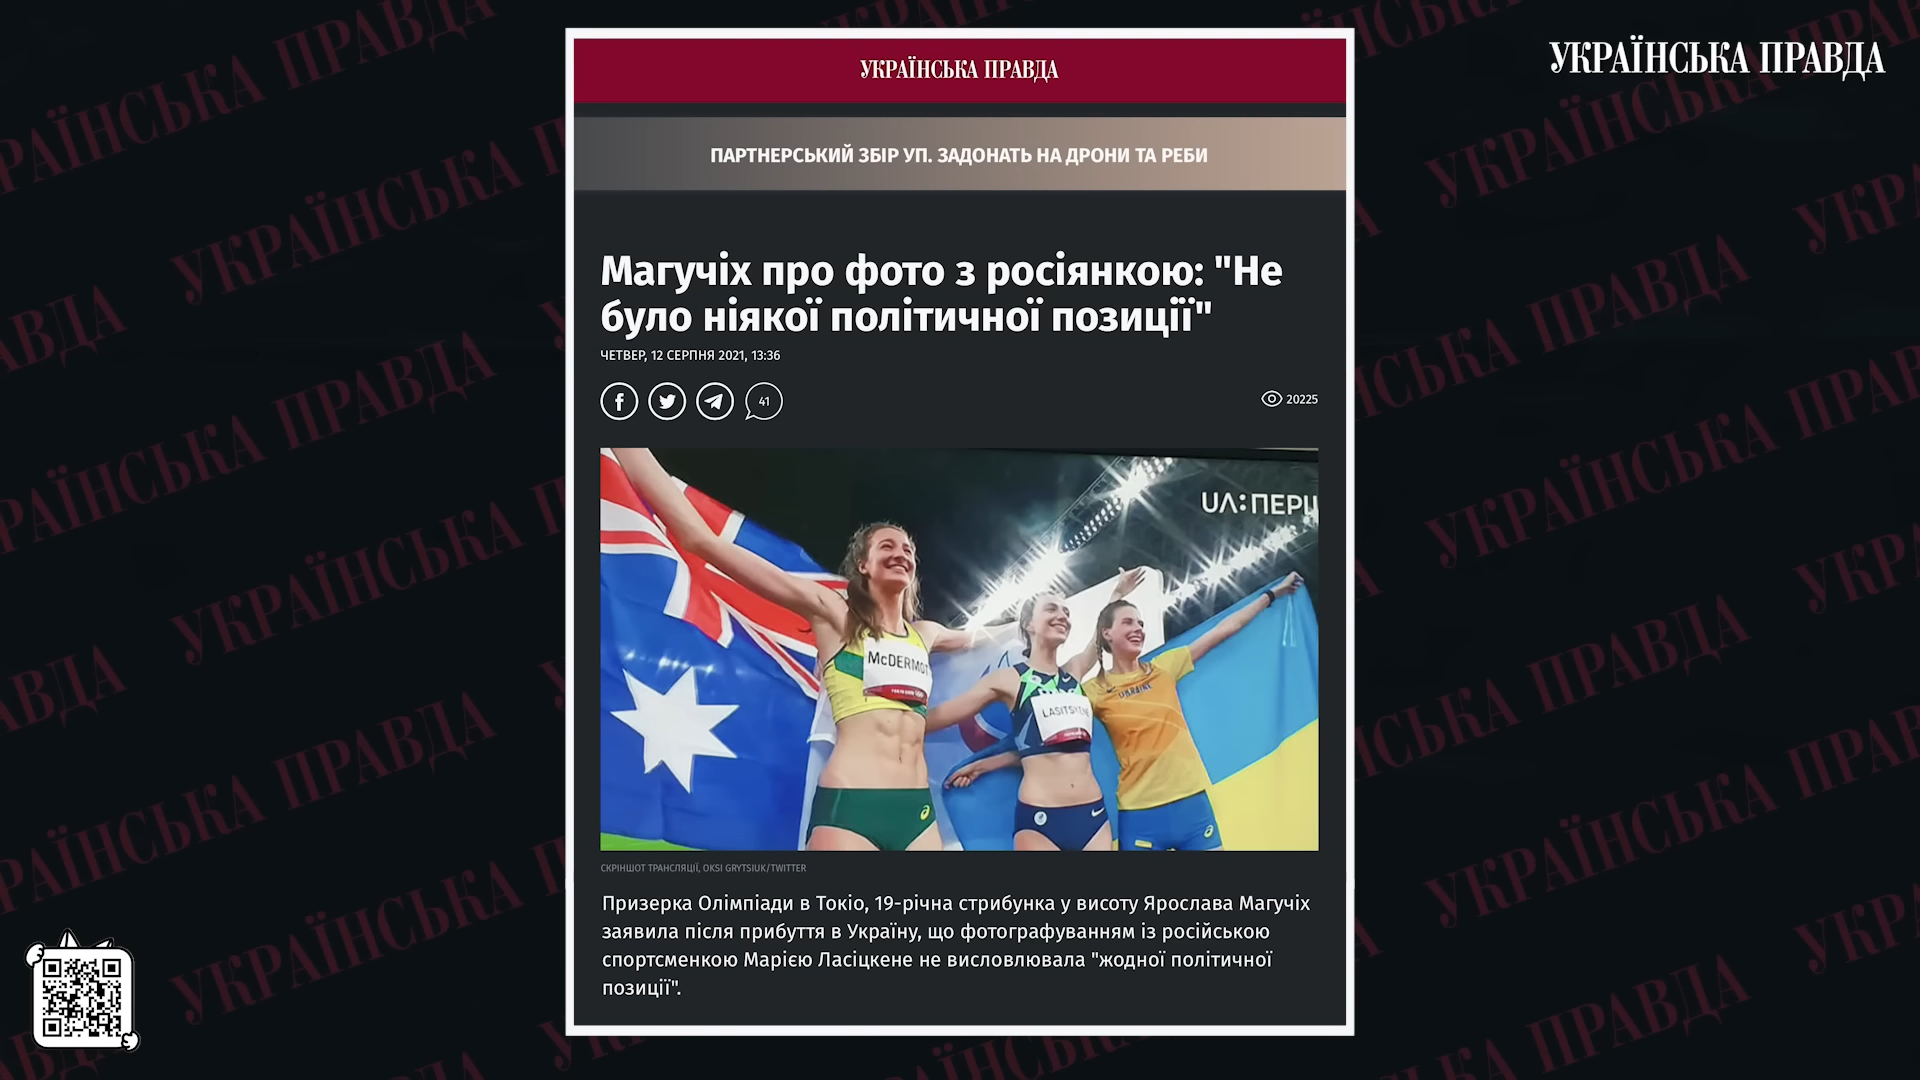 УКРАЇНСЬКА ПРАВДА
УКРАЇНСЬКА ПРАВДА
ПАРТНЕРСЬКИЙ ЗБІР УП. ЗАДОНАТЬ НА ДРОНИ ТА РЕБИ
Магучіх про фото з росіянкою: "Не
було ніякої політичної позиції"
ЧЕТВЕР, 12 СЕРПНЯ 2021, 13:36
41
20225
UA:ПЕРШ
McDERMOT
LASITSKENE
UKRAINE
СКРІНШОТ ТРАНСЛЯЦІЇ, OKSI GRYTSIUK/TWITTER
Призерка Олімпіади в Токіо, 19-річна стрибунка у висоту Ярослава Магучіх
заявила після прибуття в Україну, що фотографуванням із російською
спортсменкою Марією Ласіцкене не висловлювала "жодної політичної
позиції".